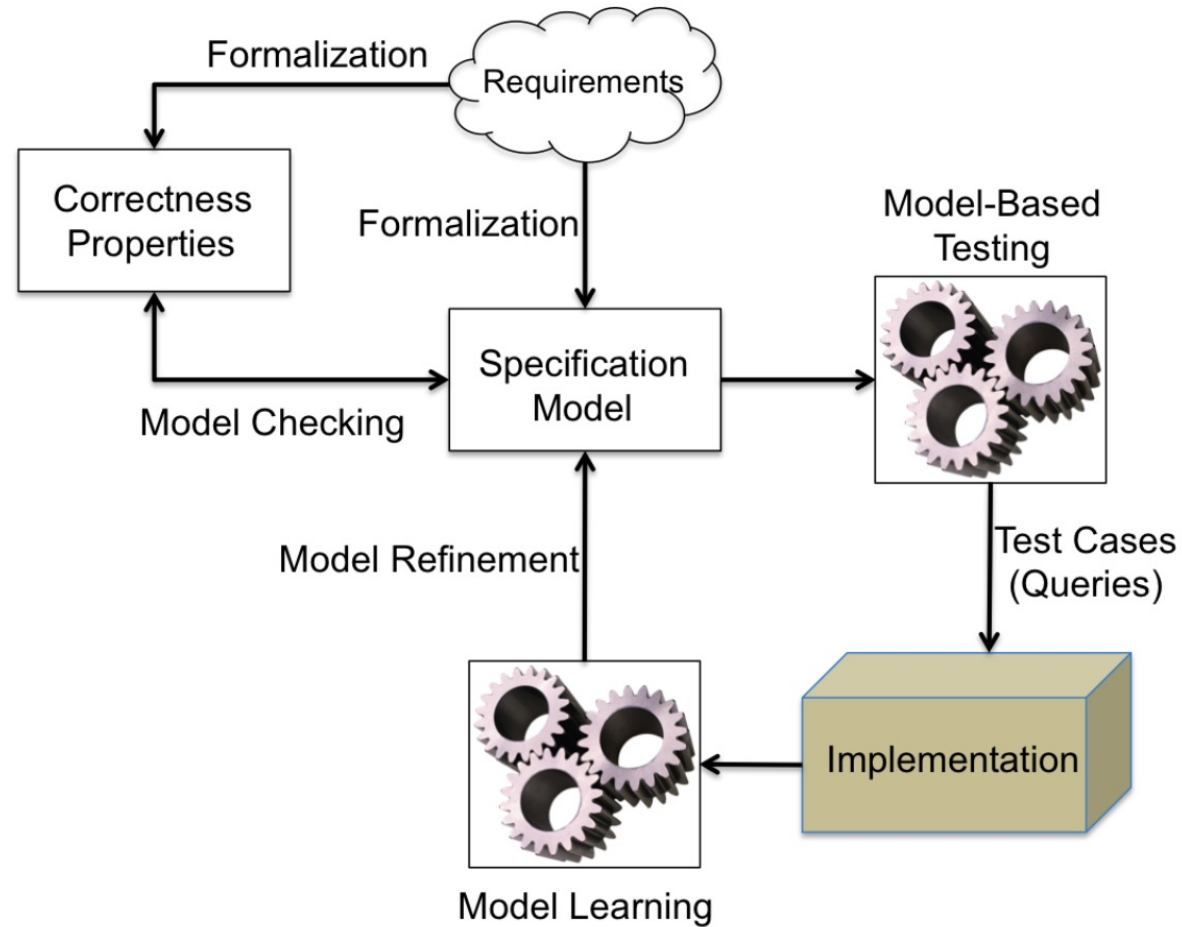 Formalization
Requirements
Correctness
Properties
Formalization
Model-Based
Testing
Specification
Model
Model Checking
Model Refinement
Test Cases
(Queries)
Implementation
Model Learning